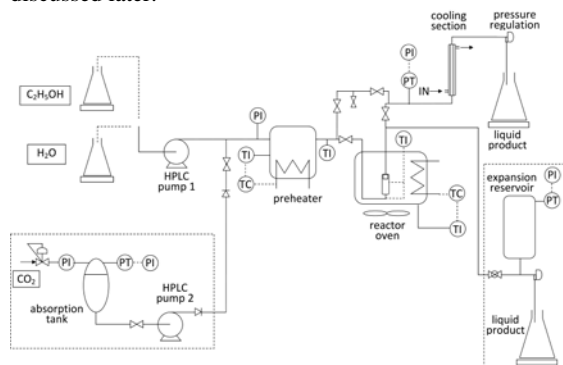 discussed later.
cooling
section
pressure
regulation
PI
PT
IN
C₂H₅OH
H₂O
HPLC
pump 1
PI
TI
TC
preheater
TI
TI
TC
TI
reactor
oven
liquid
product
expansion
reservoir
PI
PT
liquid
product
CO₂
PI
PT
PI
absorption
tank
HPLC
pump 2